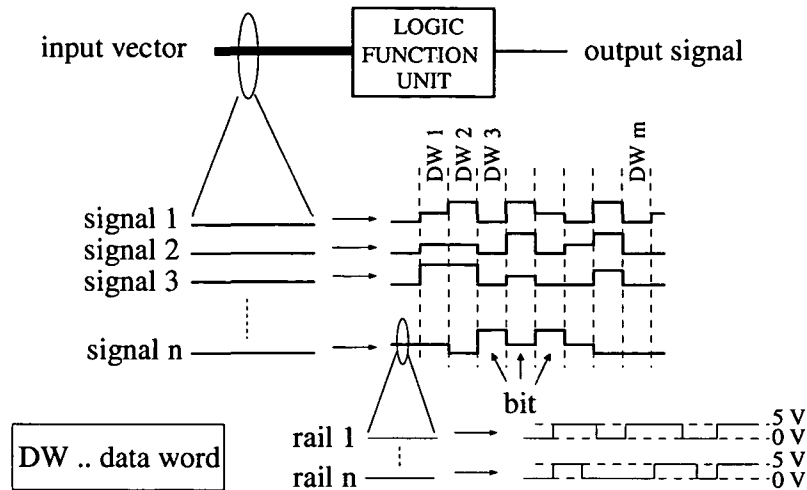 input vector
LOGIC
FUNCTION
UNIT
output signal
DW 1
DW 2
DW 3
DW m
signal 1
signal 2
signal 3
signal n
bit
rail 1
5 V
0 V
rail n
5 V
0 V
DW .. data word